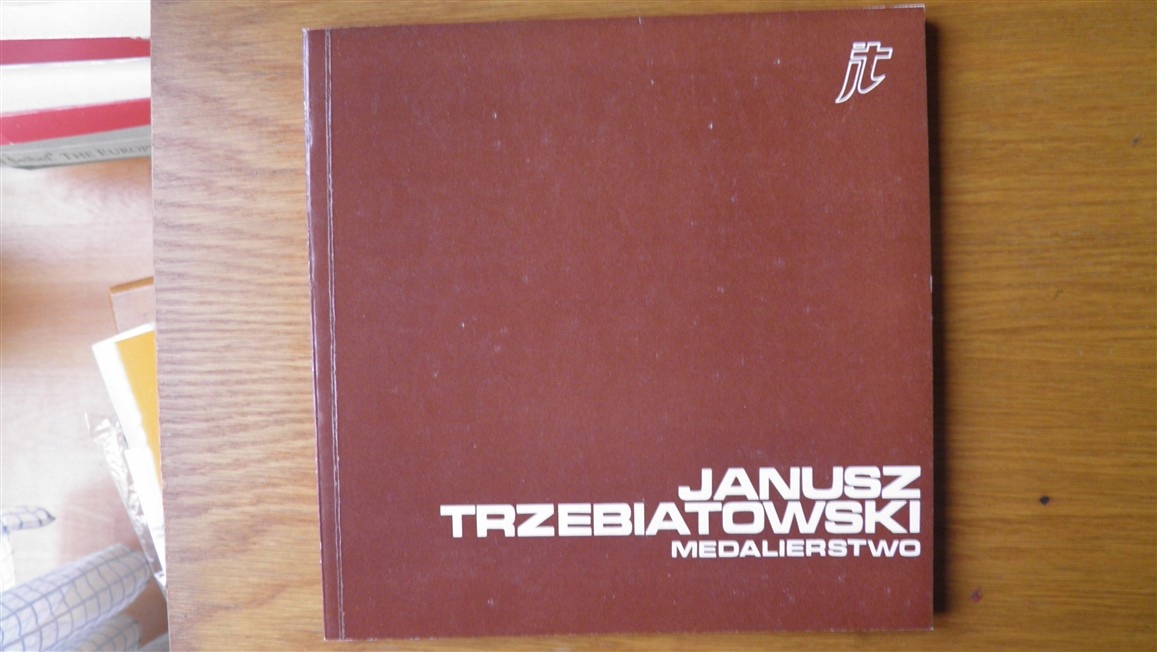 jt
JANUSZ
TRZEBIATOWSKI
MEDALIERSTWO
THE EUROP